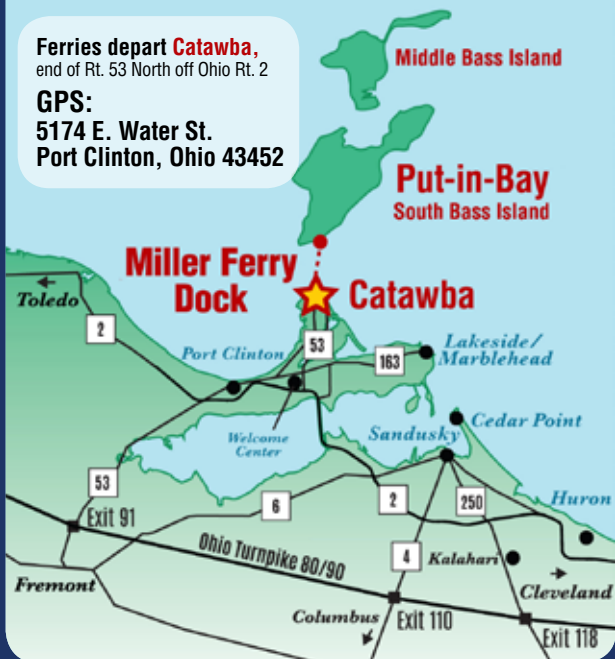 Ferries depart Catawba,
end of Rt. 53 North off Ohio Rt. 2
GPS:
5174 E. Water St.
Port Clinton, Ohio 43452
Middle Bass Island
Put-in-Bay
South Bass Island
Miller Ferry
Dock
Catawba
Toledo
2
Port Clinton
53
163
Lakeside/
Marblehead
Welcome
Center
Sandusky
Cedar Point
53
6
2
250
Huron
Exit 91
Ohio Turnpike 80/90
4
Kalahari
Fremont
Cleveland
Columbus
Exit 110
Exit 118